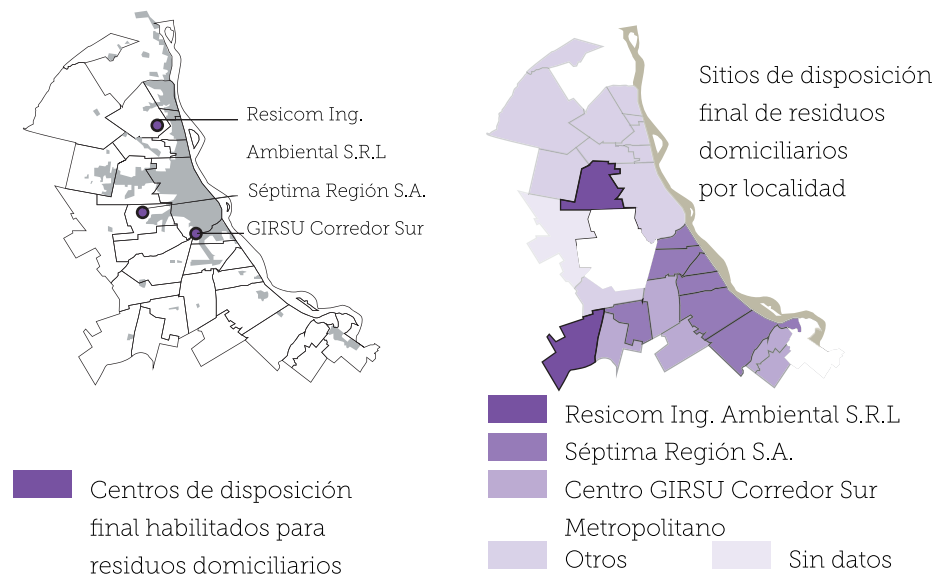 Resicom Ing.
Ambiental S.R.L
Séptima Región S.A.
GIRSU Corredor Sur
Centros de disposición
final habilitados para
residuos domiciliarios
Sitios de disposición
final de residuos
domiciliarios
por localidad
Resicom Ing. Ambiental S.R.L
Séptima Región S.A.
Centro GIRSU Corredor Sur
Metropolitano
Otros
Sin datos